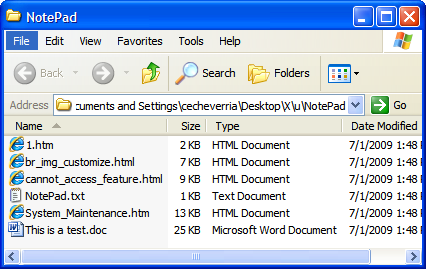 NotePad
File Edit View Favorites Tools Help
Back Search Folders
Address cuments and Settings\cecheverria\Desktop\X\u\NotePad Go
Name Size Type Date Modified
1.htm 2 KB HTML Document 7/1/2009 1:48
br_img_customize.html 7 KB HTML Document 7/1/2009 1:48
cannot_access_feature.html 9 KB HTML Document 7/1/2009 1:48
NotePad.txt 1 KB Text Document 7/1/2009 1:48
System_Maintenance.htm 13 KB HTML Document 7/1/2009 1:48
This is a test.doc 25 KB Microsoft Word Document 7/1/2009 1:48